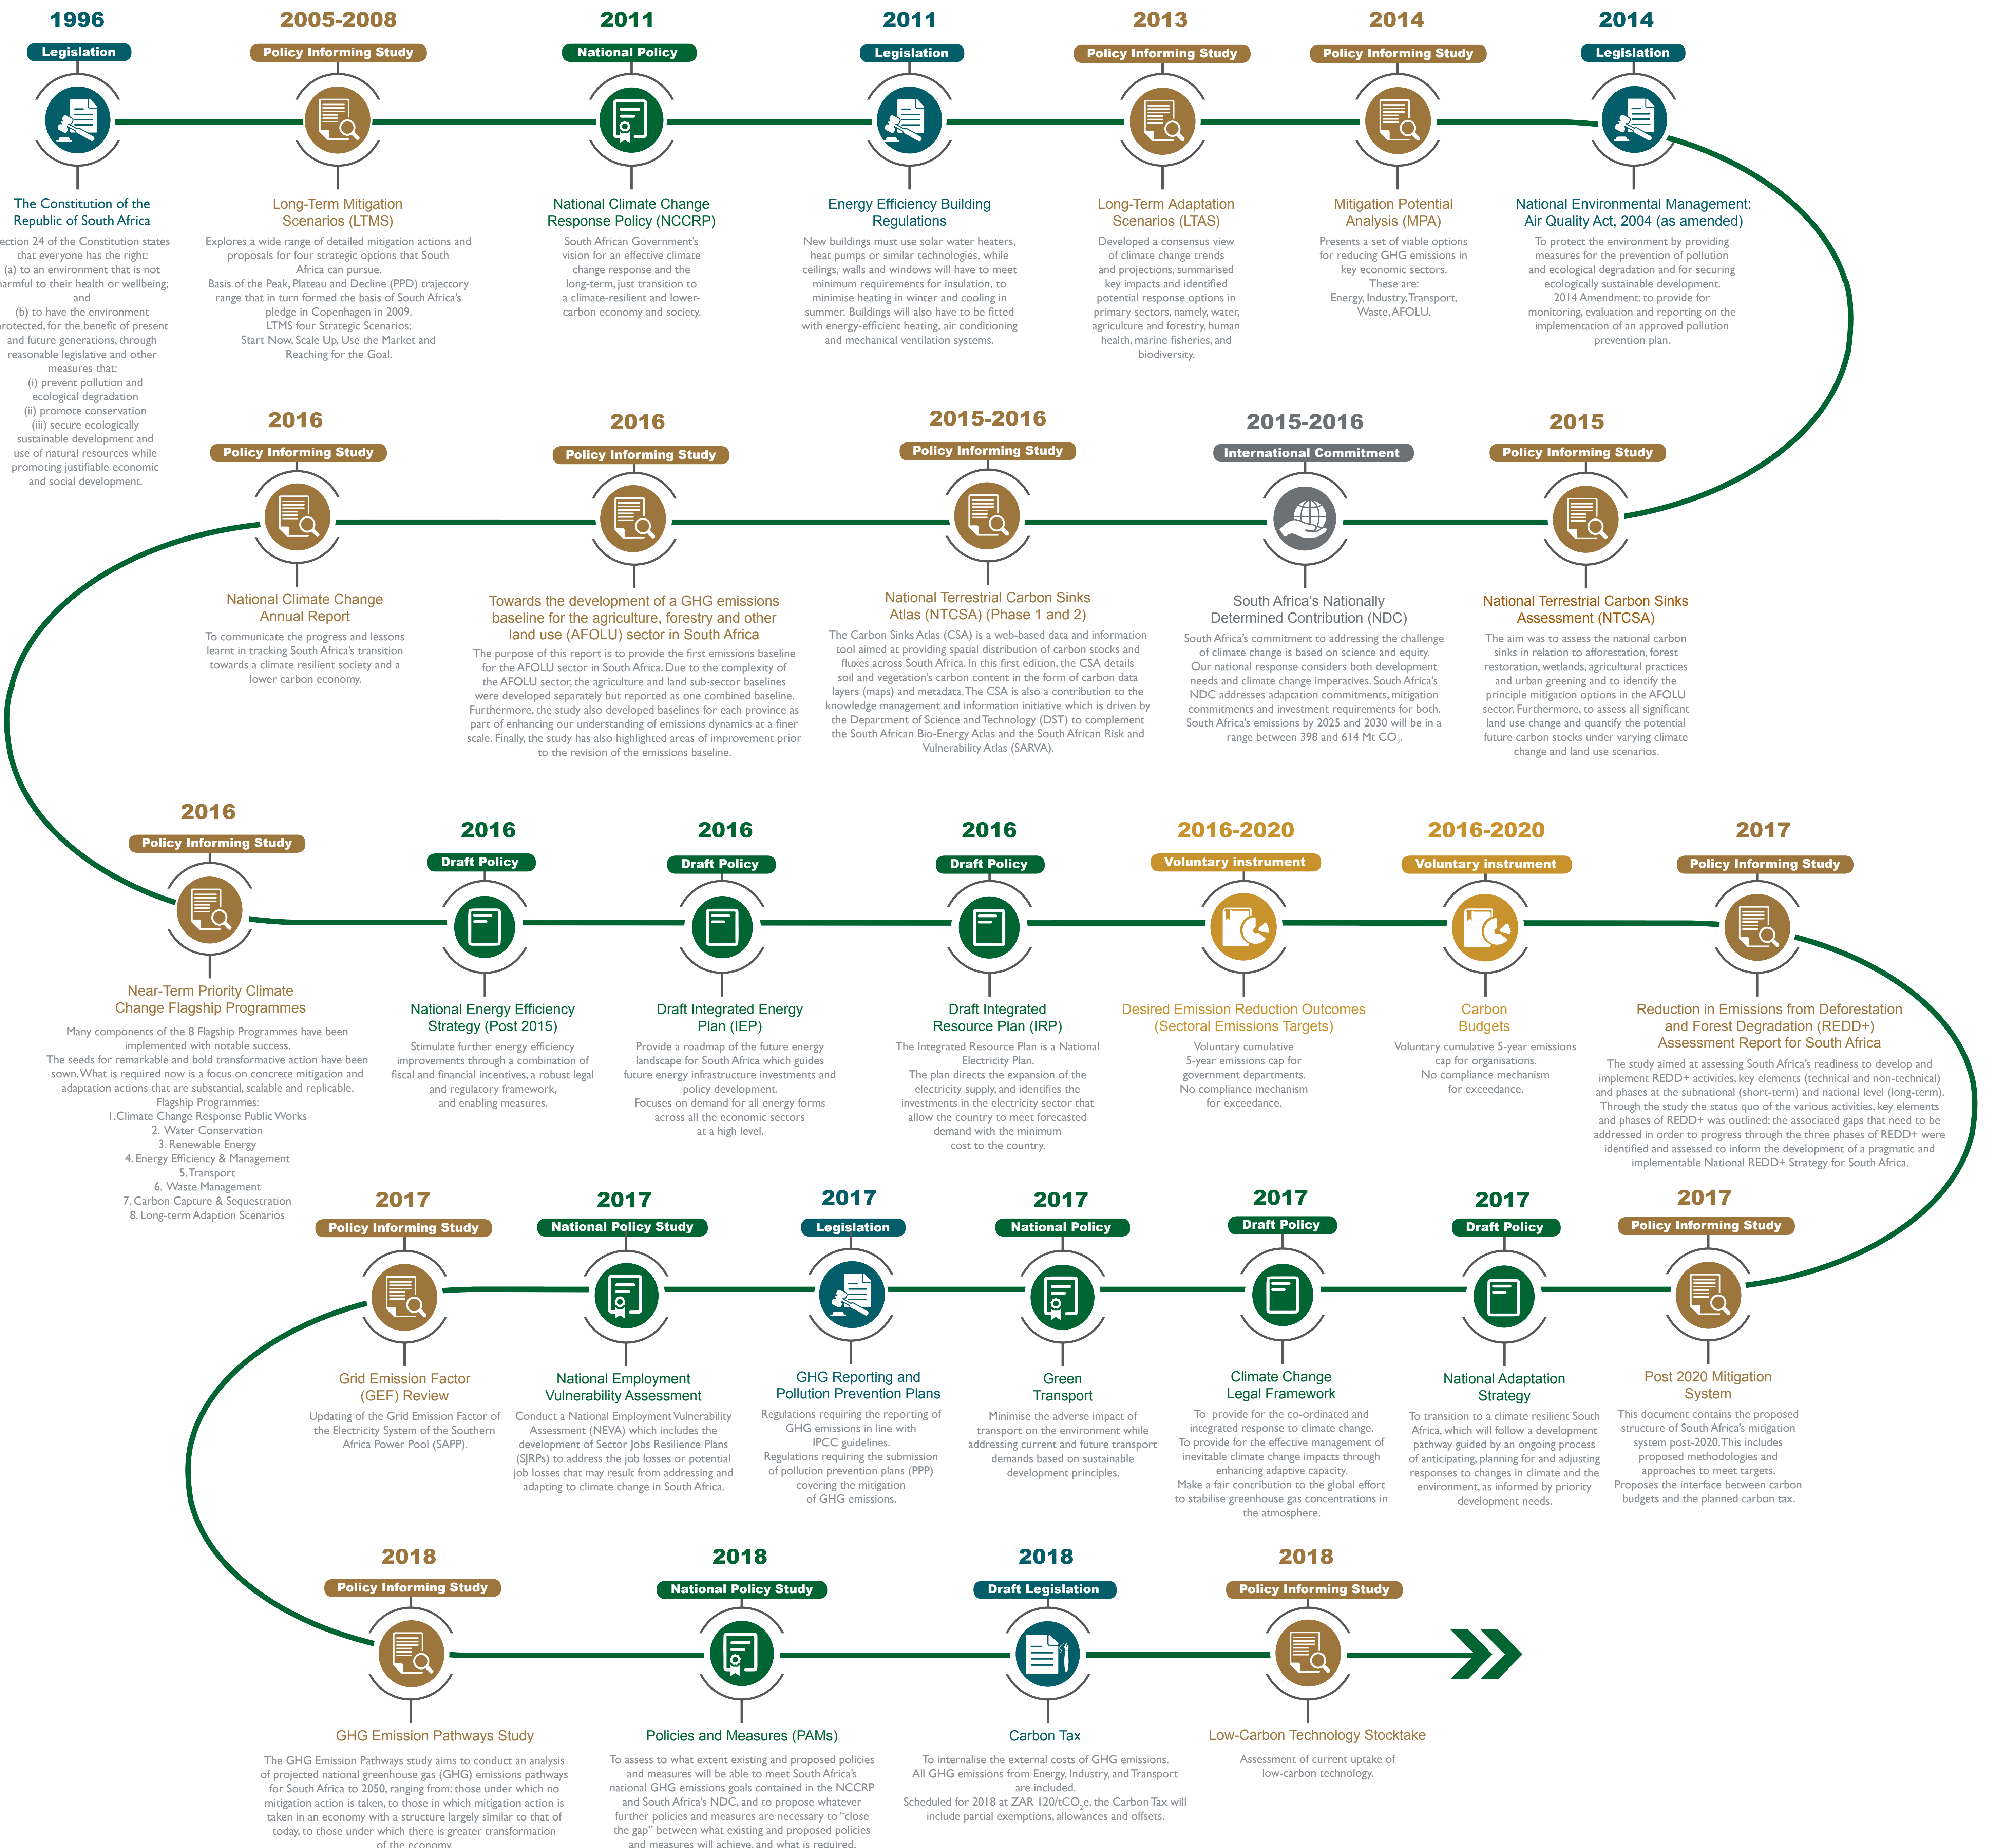 1996
Legislation
The Constitution of the
Republic of South Africa
ection 24 of the Constitution states
that everyone has the right:
(a) to an environment that is not
armful to their health or wellbeing;
and
(b) to have the environment
rotected, for the benefit of present
and future generations, through
reasonable legislative and other
measures that:
(i) prevent pollution and
ecological degradation
(ii) promote conservation
(iii) secure ecologically
sustainable development and
use of natural resources while
promoting justifiable economic
and social development.
2005-2008
Policy Informing Study
Long-Term Mitigation
Scenarios (LTMS)
Explores a wide range of detailed mitigation actions and
proposals for four strategic options that South
Africa can pursue.
Basis of the Peak, Plateau and Decline (PPD) trajectory
range that in turn formed the basis of South Africa's
pledge in Copenhagen in 2009.
LTMS four Strategic Scenarios:
Start Now, Scale Up, Use the Market and
Reaching for the Goal.
2011
National Policy
National Climate Change
Response Policy (NCCRP)
South African Government's
vision for an effective climate
change response and the
long-term, just transition to
a climate-resilient and lower-
carbon economy and society.
2011
Legislation
Energy Efficiency Building
Regulations
New buildings must use solar water heaters,
heat pumps or similar technologies, while
ceilings, walls and windows will have to meet
minimum requirements for insulation, to
minimise heating in winter and cooling in
summer. Buildings will also have to be fitted
with energy-efficient heating, air conditioning
and mechanical ventilation systems.
2013
Policy Informing Study
Long-Term Adaptation
Scenarios (LTAS)
Developed a consensus view
of climate change trends
and projections, summarised
key impacts and identified
potential response options in
primary sectors, namely, water,
agriculture and forestry, human
health, marine fisheries, and
biodiversity.
2014
Policy Informing Study
Mitigation Potential
Analysis (MPA)
Presents a set of viable options
for reducing GHG emissions in
key economic sectors.
These are:
Energy, Industry, Transport,
Waste, AFOLU.
2014
Legislation
National Environmental Management:
Air Quality Act, 2004 (as amended)
To protect the environment by providing
measures for the prevention of pollution
and ecological degradation and for securing
ecologically sustainable development.
2014 Amendment: to provide for
monitoring, evaluation and reporting on the
implementation of an approved pollution
prevention plan.
2016
Policy Informing Study
National Climate Change
Annual Report
To communicate the progress and lessons
learnt in tracking South Africa's transition
towards a climate resilient society and a
lower carbon economy.
2016
Policy Informing Study
Towards the development of a GHG emissions
baseline for the agriculture, forestry and other
land use (AFOLU) sector in South Africa
The purpose of this report is to provide the first emissions baseline
for the AFOLU sector in South Africa. Due to the complexity of
the AFOLU sector, the agriculture and land sub-sector baselines
were developed separately but reported as one combined baseline.
Furthermore, the study also developed baselines for each province as
part of enhancing our understanding of emissions dynamics at a finer
scale. Finally, the study has also highlighted areas of improvement prior
to the revision of the emissions baseline.
2015-2016
Policy Informing Study
National Terrestrial Carbon Sinks
Atlas (NTCSA) (Phase 1 and 2)
The Carbon Sinks Atlas (CSA) is a web-based data and information
tool aimed at providing spatial distribution of carbon stocks and
fluxes across South Africa. In this first edition, the CSA details
soil and vegetation's carbon content in the form of carbon data
layers (maps) and metadata. The CSA is also a contribution to the
knowledge management and information initiative which is driven by
the Department of Science and Technology (DST) to complement
the South African Bio-Energy Atlas and the South African Risk and
Vulnerability Atlas (SARVA).
2015-2016
International Commitment
South Africa's Nationally
Determined Contribution (NDC)
South Africa's commitment to addressing the challenge
of climate change is based on science and equity.
Our national response considers both development
needs and climate change imperatives. South Africa's
NDC addresses adaptation commitments, mitigation
commitments and investment requirements for both.
South Africa's emissions by 2025 and 2030 will be in a
range between 398 and 614 Mt CO₂.
2015
Policy Informing Study
National Terrestrial Carbon Sinks
Assessment (NTCSA)
The aim was to assess the national carbon
sinks in relation to afforestation, forest
restoration, wetlands, agricultural practices
and urban greening and to identify the
principle mitigation options in the AFOLU
sector. Furthermore, to assess all significant
land use change and quantify the potential
future carbon stocks under varying climate
change and land use scenarios.
2016
Policy Informing Study
Near-Term Priority Climate
Change Flagship Programmes
Many components of the 8 Flagship Programmes have been
implemented with notable success.
The seeds for remarkable and bold transformative action have been
sown. What is required now is a focus on concrete mitigation and
adaptation actions that are substantial, scalable and replicable.
Flagship Programmes:
1.Climate Change Response Public Works
2. Water Conservation
3. Renewable Energy
4. Energy Efficiency & Management
5. Transport
6. Waste Management
7. Carbon Capture & Sequestration
8. Long-term Adaption Scenarios
2016
Draft Policy
National Energy Efficiency
Strategy (Post 2015)
Stimulate further energy efficiency
improvements through a combination of
fiscal and financial incentives, a robust legal
and regulatory framework,
and enabling measures.
2016
Draft Policy
Draft Integrated Energy
Plan (IEP)
Provide a roadmap of the future energy
landscape for South Africa which guides
future energy infrastructure investments and
policy development.
Focuses on demand for all energy forms
across all the economic sectors
at a high level.
2016
Draft Policy
Draft Integrated
Resource Plan (IRP)
The Integrated Resource Plan is a National
Electricity Plan.
The plan directs the expansion of the
electricity supply, and identifies the
investments in the electricity sector that
allow the country to meet forecasted
demand with the minimum
cost to the country.
2016-2020
Voluntary instrument
Desired Emission Reduction Outcomes
(Sectoral Emissions Targets)
Voluntary cumulative
5-year emissions cap for
government departments.
No compliance mechanism
for exceedance.
2016-2020
Voluntary instrument
Carbon
Budgets
Voluntary cumulative 5-year emissions
cap for organisations.
No compliance mechanism
for exceedance.
2017
Policy Informing Study
Reduction in Emissions from Deforestation
and Forest Degradation (REDD+)
Assessment Report for South Africa
The study aimed at assessing South Africa's readiness to develop and
implement REDD+ activities, key elements (technical and non-technical)
and phases at the subnational (short-term) and national level (long-term).
Through the study the status quo of the various activities, key elements
and phases of REDD+ was outlined; the associated gaps that need to be
addressed in order to progress through the three phases of REDD+ were
identified and assessed to inform the development of a pragmatic and
implementable National REDD+ Strategy for South Africa.
2017
Policy Informing Study
Grid Emission Factor
(GEF) Review
Updating of the Grid Emission Factor of
the Electricity System of the Southern
Africa Power Pool (SAPP).
2017
National Policy Study
National Employment
Vulnerability Assessment
Conduct a National Employment Vulnerability
Assessment (NEVA) which includes the
development of Sector Jobs Resilience Plans
(SJRPs) to address the job losses or potential
job losses that may result from addressing and
adapting to climate change in South Africa.
2017
Legislation
GHG Reporting and
Pollution Prevention Plans
Regulations requiring the reporting of
GHG emissions in line with
IPCC guidelines.
Regulations requiring the submission
of pollution prevention plans (PPP)
covering the mitigation
of GHG emissions.
2017
National Policy
Green
Transport
Minimise the adverse impact of
transport on the environment while
addressing current and future transport
demands based on sustainable
development principles.
2017
Draft Policy
Climate Change
Legal Framework
To provide for the co-ordinated and
integrated response to climate change.
To provide for the effective management of
inevitable climate change impacts through
enhancing adaptive capacity.
Make a fair contribution to the global effort
to stabilise greenhouse gas concentrations in
the atmosphere.
2017
Draft Policy
National Adaptation
Strategy
To transition to a climate resilient South
Africa, which will follow a development
pathway guided by an ongoing process
of anticipating, planning for and adjusting
responses to changes in climate and the
environment, as informed by priority
development needs.
2017
Policy Informing Study
Post 2020 Mitigation
System
This document contains the proposed
structure of South Africa's mitigation
system post-2020. This includes
proposed methodologies and
approaches to meet targets.
Proposes the interface between carbon
budgets and the planned carbon tax.
2018
Policy Informing Study
GHG Emission Pathways Study
The GHG Emission Pathways study aims to conduct an analysis
of projected national greenhouse gas (GHG) emissions pathways
for South Africa to 2050, ranging from: those under which no
mitigation action is taken, to those in which mitigation action is
taken in an economy with a structure largely similar to that of
today, to those under which there is greater transformation
of the economy.
2018
National Policy Study
Policies and Measures (PAMs)
To assess to what extent existing and proposed policies
and measures will be able to meet South Africa's
national GHG emissions goals contained in the NCCRP
and South Africa's NDC, and to propose whatever
further policies and measures are necessary to "close
the gap" between what existing and proposed policies
and measures will achieve, and what is required.
2018
Draft Legislation
Carbon Tax
To internalise the external costs of GHG emissions.
All GHG emissions from Energy, Industry, and Transport
are included.
Scheduled for 2018 at ZAR 120/tCO₂e, the Carbon Tax will
include partial exemptions, allowances and offsets.
2018
Policy Informing Study
Low-Carbon Technology Stocktake
Assessment of current uptake of
low-carbon technology.